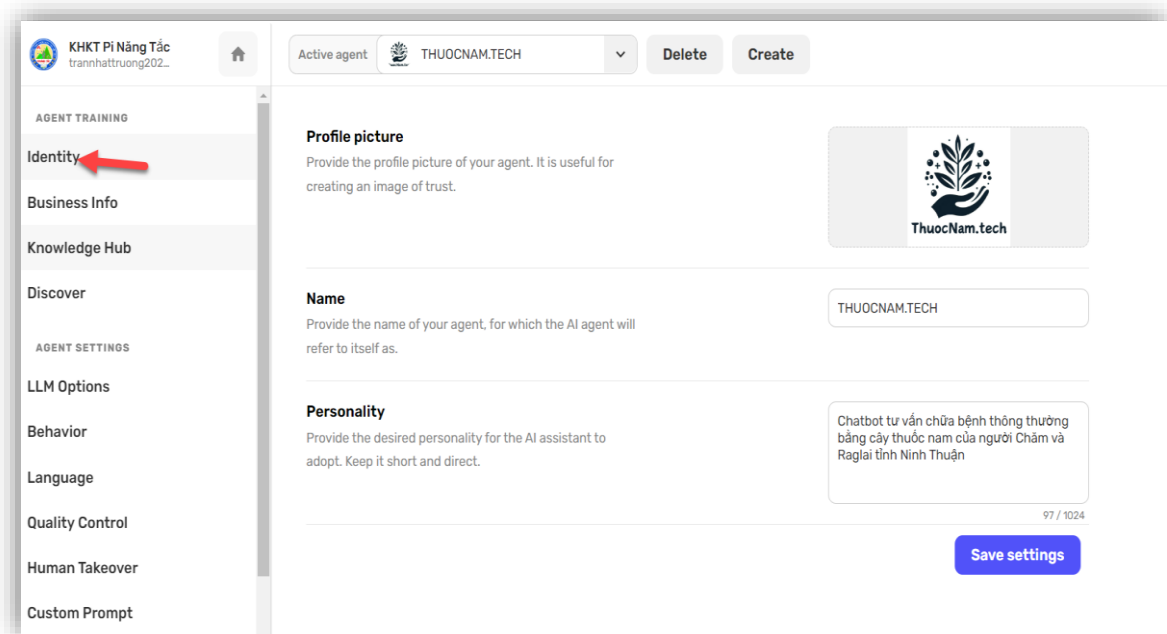 KHKT Pi Năng Tắc
trannhattruong202...
Active agent
THUOCNAM.TECH
Delete
Create
AGENT TRAINING
Identity
Business Info
Knowledge Hub
Discover
AGENT SETTINGS
LLM Options
Behavior
Language
Quality Control
Human Takeover
Custom Prompt
Profile picture
Provide the profile picture of your agent. It is useful for
creating an image of trust.
ThuocNam.tech
Name
Provide the name of your agent, for which the AI agent will
refer to itself as.
THUOCNAM.TECH
Personality
Provide the desired personality for the AI assistant to
adopt. Keep it short and direct.
Chatbot tư vấn chữa bệnh thông thường
bằng cây thuốc nam của người Chăm và
Raglai tỉnh Ninh Thuận
97 / 1024
Save settings